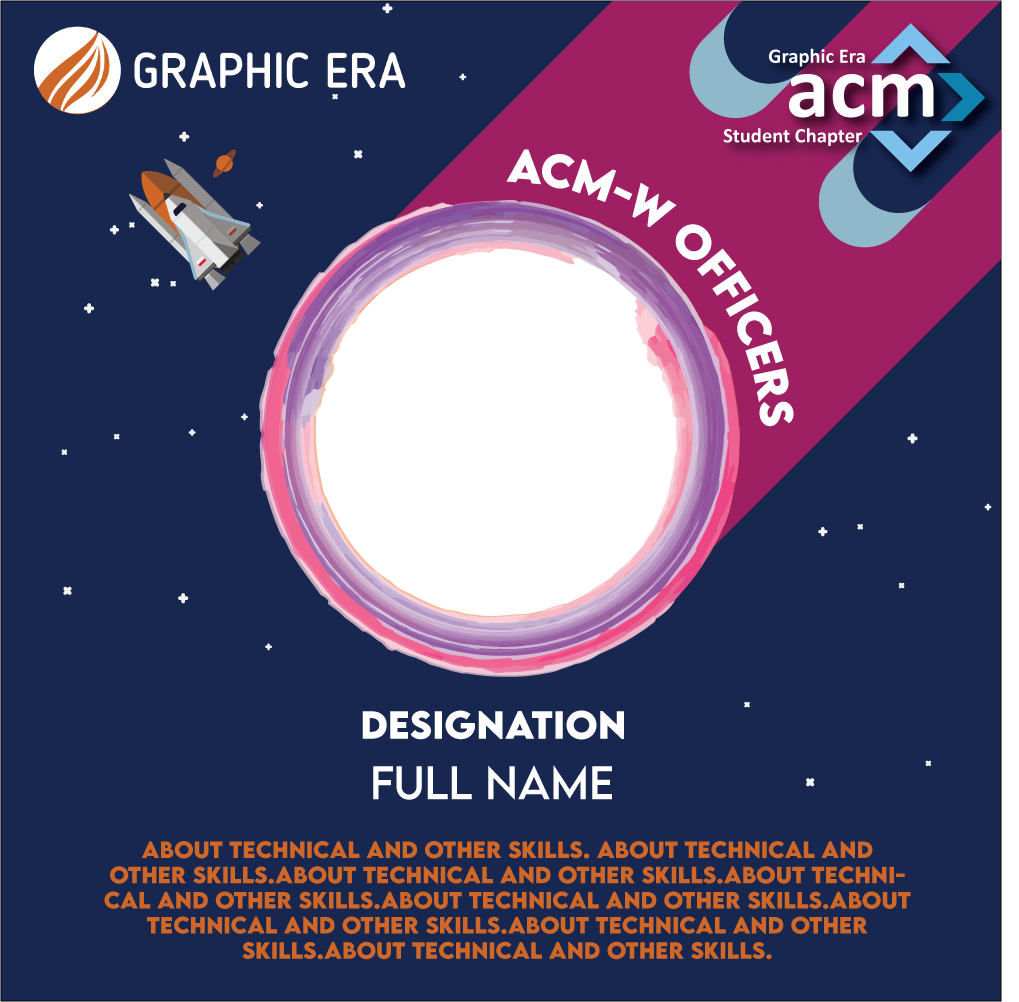 GRAPHIC ERA
Graphic Era
acm
Student Chapter
ACM-W OFFICERS
DESIGNATION
FULL NAME
ABOUT TECHNICAL AND OTHER SKILLS. ABOUT TECHNICAL AND
OTHER SKILLS.ABOUT TECHNICAL AND OTHER SKILLS.ABOUT TECHNI-
CAL AND OTHER SKILLS.ABOUT TECHNICAL AND OTHER SKILLS.ABOUT
TECHNICAL AND OTHER SKILLS.ABOUT TECHNICAL AND OTHER
SKILLS.ABOUT TECHNICAL AND OTHER SKILLS.